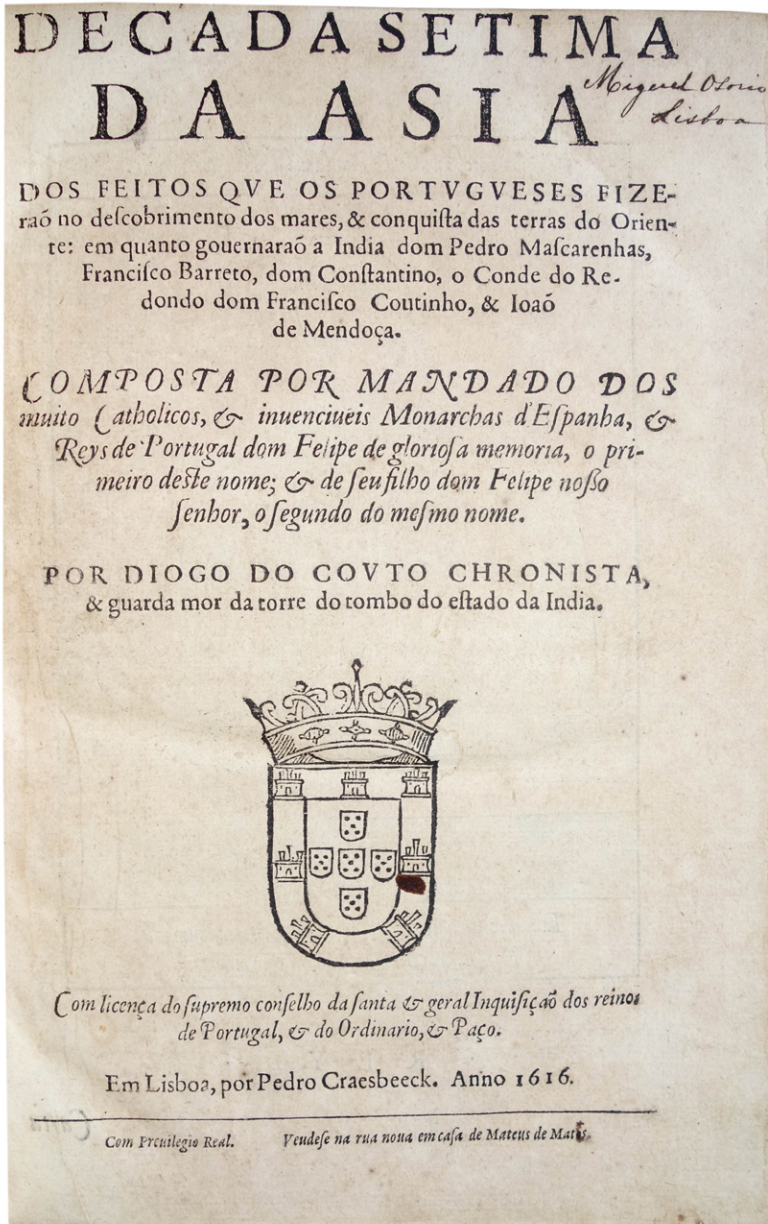 DECADA SETIMA
DA ASIA
Miguel Osorio
Lisboa
DOS FEITOS QVE OS PORTVGVESES FIZE-
raõ no deſcobrimento dos mares, & conquiſta das terras do Orien-
te: em quanto gouernaraõ a India dom Pedro Maſcarenhas,
Franciſco Barreto, dom Conſtantino, o Conde do Re-
dondo dom Franciſco Coutinho, & Ioaõ
de Mendoça.
COMPOSTA POR MANDADO DOS
muito Catholicos, & inuenciueis Monarchas d'Eſpanha, &
Reys de Portugal dom Felipe de glorioſa memoria, o pri-
meiro deſte nome; & de ſeu filho dom Felipe noſſo
ſenhor, o ſegundo do meſmo nome.
POR DIOGO DO COVTO CHRONISTA,
& guarda mor da torre do tombo do eſtado da India.
Com licença do ſupremo conſelho da ſanta & geral Inquiſiçaõ dos reinos
de Portugal, & do Ordinario, & Paço.
Em Lisboa, por Pedro Craesbeeck. Anno 1616.
Com Preuilegio Real. Vendeſe na rua noua em caſa de Mateus de Matos.